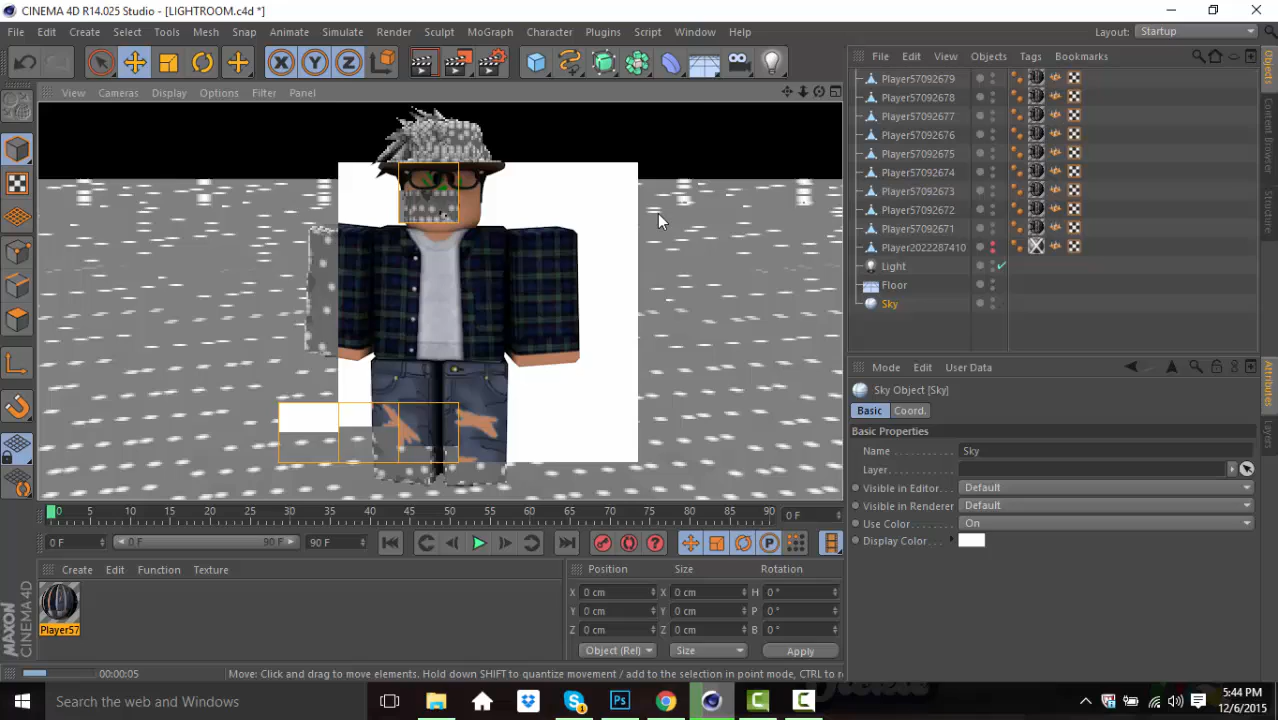 CINEMA 4D R14.025 Studio - [LIGHTROOM.c4d *]
File Edit Create Select Tools Mesh Snap Animate Simulate Render Sculpt MoGraph Character Plugins Script Window Help
Layout: Startup
X Y Z
View Cameras Display Options Filter Panel
File Edit View Objects Tags Bookmarks
Player57092679
Player57092678
Player57092677
Player57092676
Player57092675
Player57092674
Player57092673
Player57092672
Player57092671
Player2022287410
Light
Floor
Sky
Objects
Content Browser
Structure
Mode Edit User Data
Sky Object [Sky]
Basic Coord.
Basic Properties
Name Sky
Layer
Visible in Editor Default
Visible in Renderer Default
Use Color On
Display Color
Attributes
Layers
0 5 10 15 20 25 30 35 40 45 50 55 60 65 70 75 80 85 90 0 F
0 F 0 F 90 F 90 F
P
Create Edit Function Texture
Player57
Position Size Rotation
X 0 cm X 0 cm H 0 °
Y 0 cm Y 0 cm P 0 °
Z 0 cm Z 0 cm B 0 °
Object (Rel) Size Apply
MAXON CINEMA 4D
00:00:05 Move: Click and drag to move elements. Hold down SHIFT to quantize movement / add to the selection in point mode, CTRL to r
Search the web and Windows
5:44 PM
12/6/2015